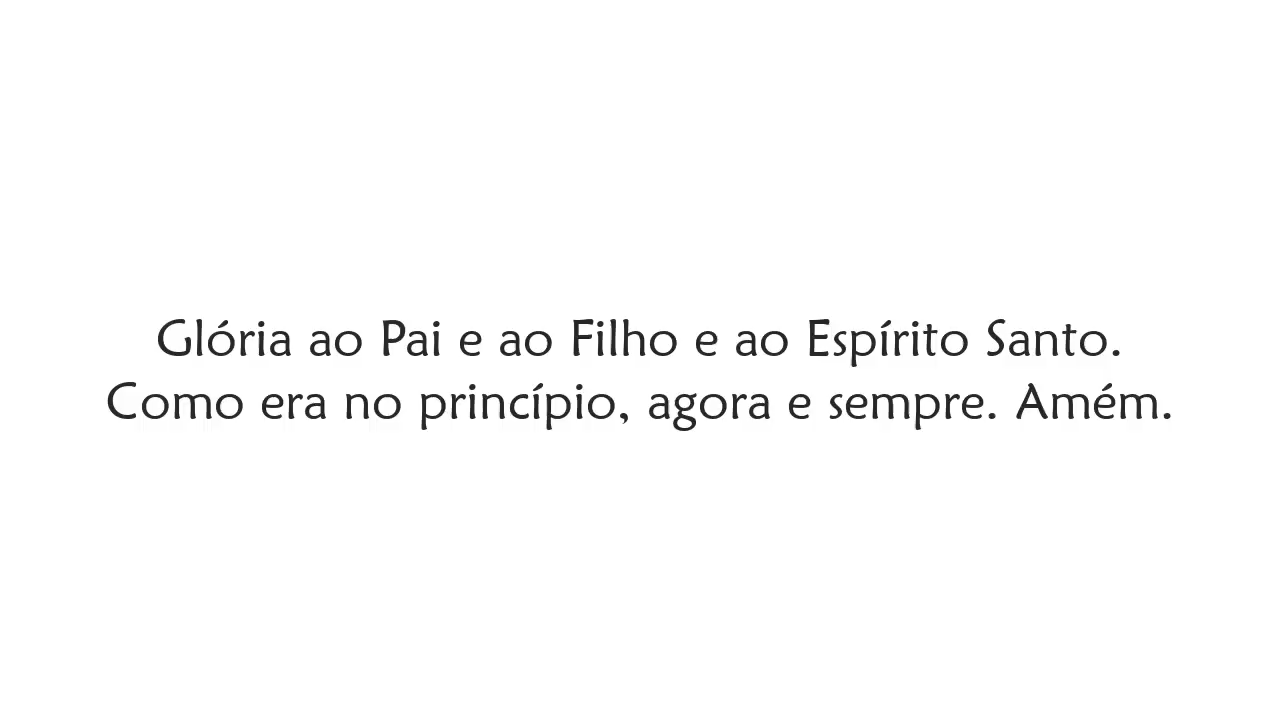 Glória ao Pai e ao Filho e ao Espírito Santo.
Como era no princípio, agora e sempre. Amém.